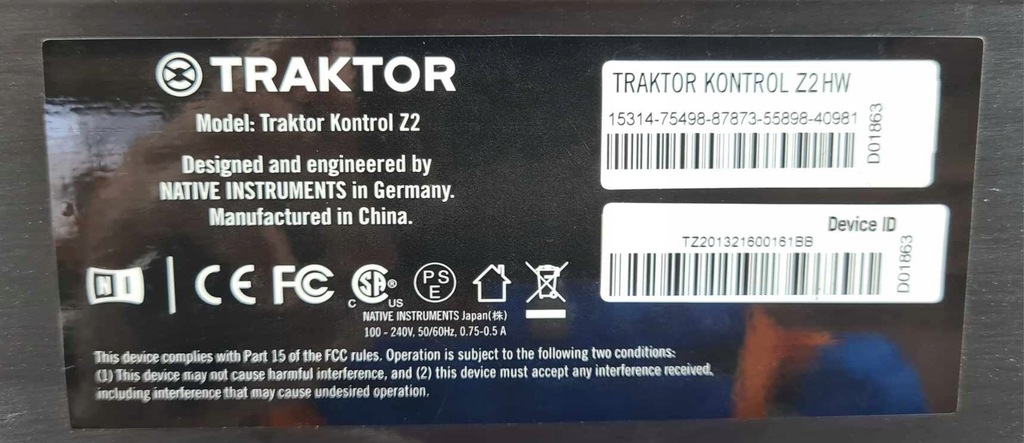 TRAKTOR
Model: Traktor Kontrol Z2
Designed and engineered by
NATIVE INSTRUMENTS in Germany.
Manufactured in China.
NI
CE FC C SA® US PS E
NATIVE INSTRUMENTS Japan(株)
100 - 240V, 50/60Hz, 0.75-0.5 A
This device complies with Part 15 of the FCC rules. Operation is subject to the following two conditions:
(1) This device may not cause harmful interference, and (2) this device must accept any interference received,
including interference that may cause undesired operation.
TRAKTOR KONTROL Z2 HW
15314-75498-87873-55898-40981
D01863
Device ID
TZ201321600161BB
D01863